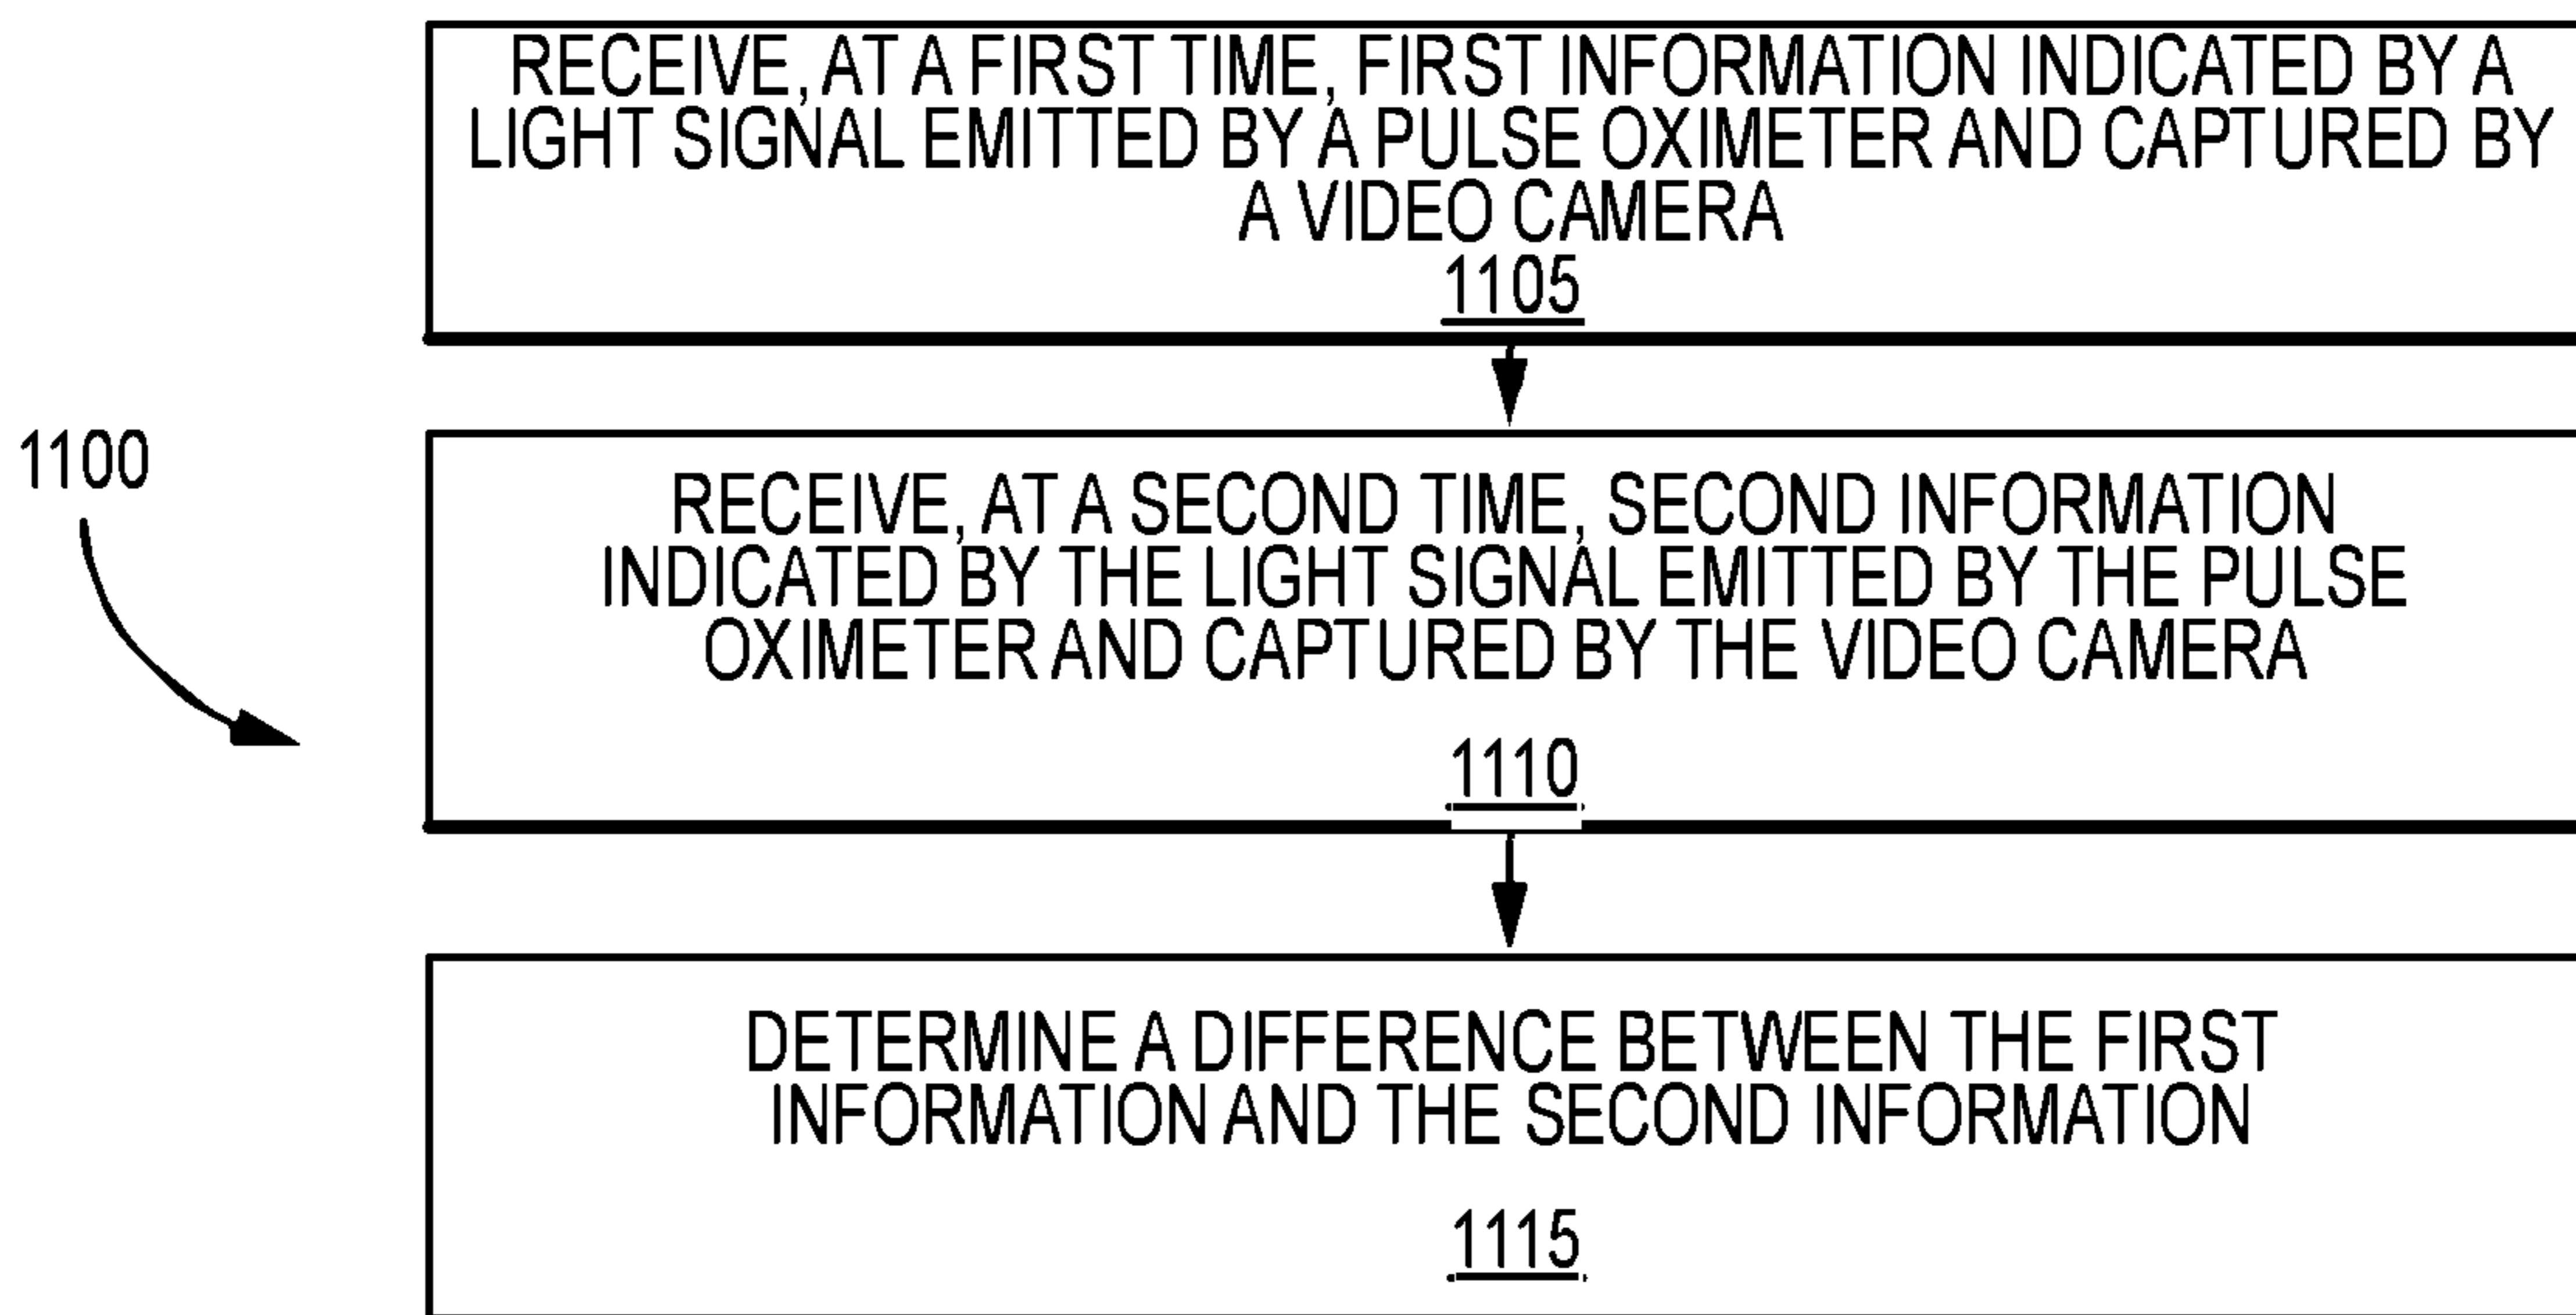 RECEIVE, AT A FIRST TIME, FIRST INFORMATION INDICATED BY A
LIGHT SIGNAL EMITTED BY A PULSE OXIMETER AND CAPTURED BY
A VIDEO CAMERA
1105
1100
RECEIVE, AT A SECOND TIME, SECOND INFORMATION
INDICATED BY THE LIGHT SIGNAL EMITTED BY THE PULSE
OXIMETER AND CAPTURED BY THE VIDEO CAMERA
1110
DETERMINE A DIFFERENCE BETWEEN THE FIRST
INFORMATION AND THE SECOND INFORMATION
1115